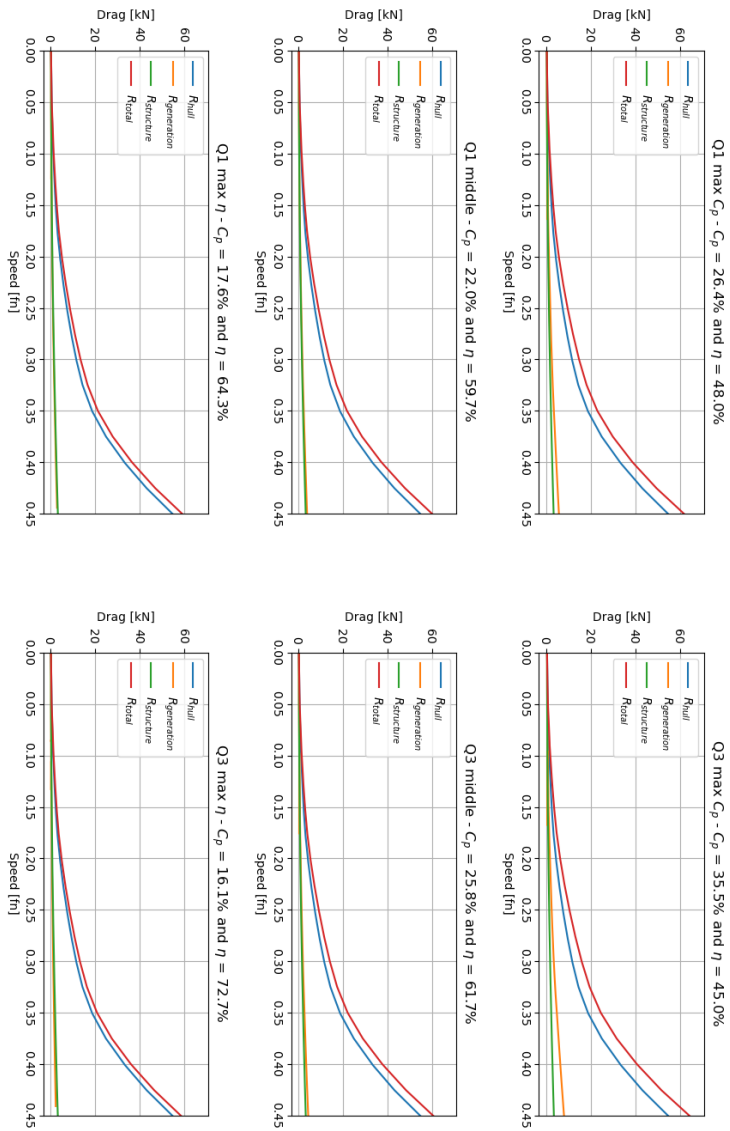 Q1 max Cp - Cp = 26.4% and η = 48.0%
Drag [kN]
60
40
20
0
Rhull
Rgeneration
Rstructure
Rtotal
0.00 0.05 0.10 0.15 0.20 0.25 0.30 0.35 0.40 0.45
Speed [fn]
Q3 max Cp - Cp = 35.5% and η = 45.0%
Drag [kN]
60
40
20
0
Rhull
Rgeneration
Rstructure
Rtotal
0.00 0.05 0.10 0.15 0.20 0.25 0.30 0.35 0.40 0.45
Speed [fn]
Q1 middle - Cp = 22.0% and η = 59.7%
Drag [kN]
60
40
20
0
Rhull
Rgeneration
Rstructure
Rtotal
0.00 0.05 0.10 0.15 0.20 0.25 0.30 0.35 0.40 0.45
Speed [fn]
Q3 middle - Cp = 25.8% and η = 61.7%
Drag [kN]
60
40
20
0
Rhull
Rgeneration
Rstructure
Rtotal
0.00 0.05 0.10 0.15 0.20 0.25 0.30 0.35 0.40 0.45
Speed [fn]
Q1 max η - Cp = 17.6% and η = 64.3%
Drag [kN]
60
40
20
0
Rhull
Rgeneration
Rstructure
Rtotal
0.00 0.05 0.10 0.15 0.20 0.25 0.30 0.35 0.40 0.45
Speed [fn]
Q3 max η - Cp = 16.1% and η = 72.7%
Drag [kN]
60
40
20
0
Rhull
Rgeneration
Rstructure
Rtotal
0.00 0.05 0.10 0.15 0.20 0.25 0.30 0.35 0.40 0.45
Speed [fn]